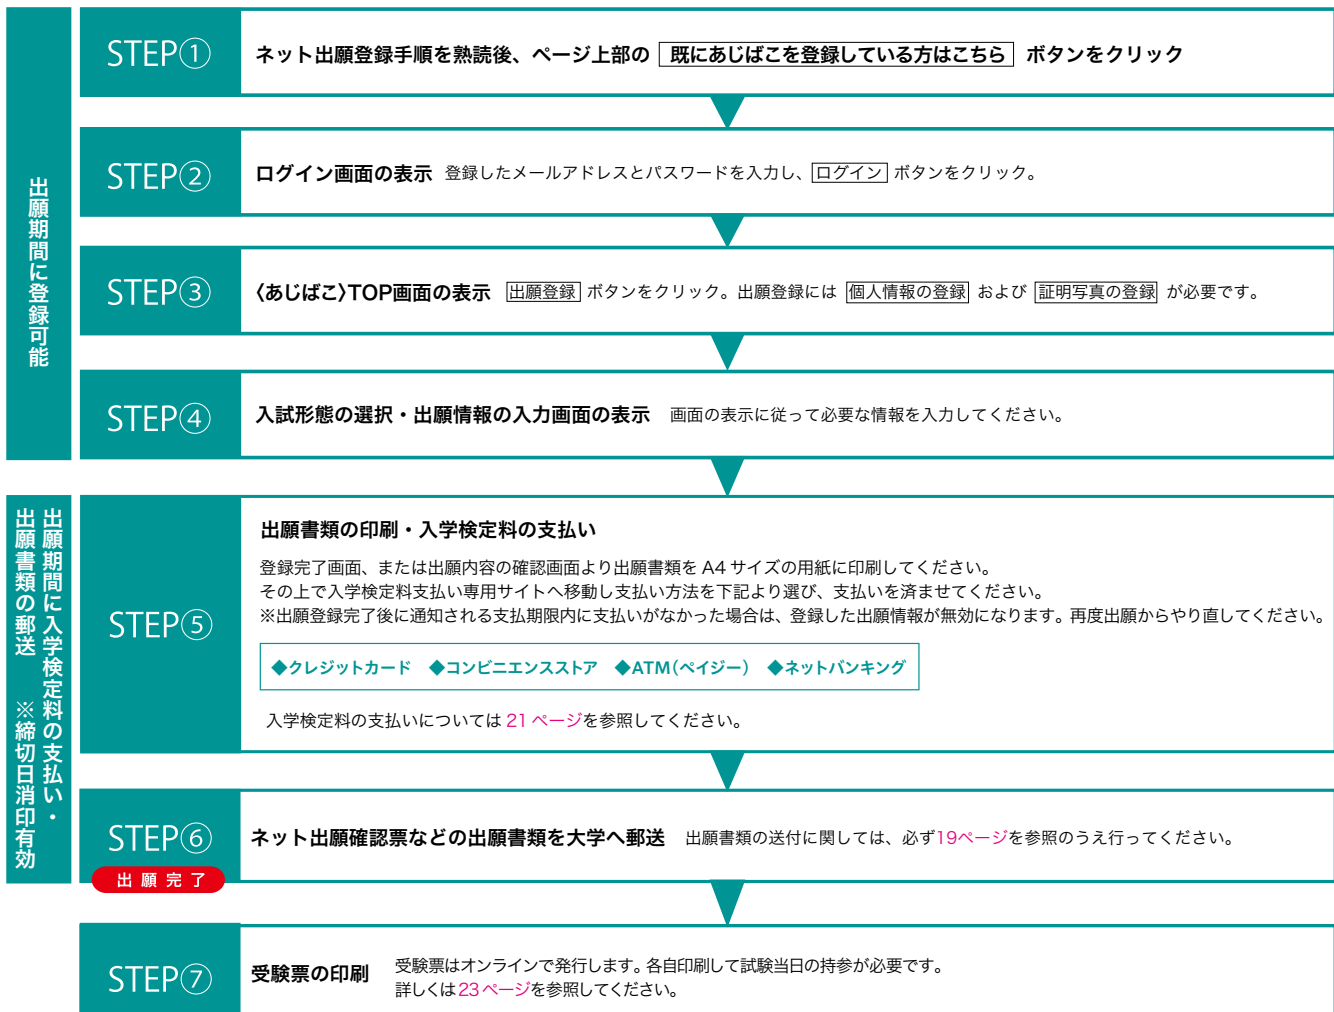 出願期間に登録可能
STEP① ネット出願登録手順を熟読後、ページ上部の 既にあじばこを登録している方はこちら ボタンをクリック
STEP② ログイン画面の表示 登録したメールアドレスとパスワードを入力し、ログイン ボタンをクリック。
STEP③ 〈あじばこ〉TOP画面の表示 出願登録 ボタンをクリック。出願登録には 個人情報の登録 および 証明写真の登録 が必要です。
STEP④ 入試形態の選択・出願情報の入力画面の表示 画面の表示に従って必要な情報を入力してください。
出願期間に入学検定料の支払い・
出願書類の郵送 ※締切日消印有効
STEP⑤
出願書類の印刷・入学検定料の支払い
登録完了画面、または出願内容の確認画面より出願書類を A4 サイズの用紙に印刷してください。
その上で入学検定料支払い専用サイトへ移動し支払い方法を下記より選び、支払いを済ませてください。
※出願登録完了後に通知される支払期限内に支払いがなかった場合は、登録した出願情報が無効になります。再度出願からやり直してください。
◆クレジットカード ◆コンビニエンスストア ◆ATM(ペイジー) ◆ネットバンキング
入学検定料の支払いについては 21 ページを参照してください。
STEP⑥ ネット出願確認票などの出願書類を大学へ郵送 出願書類の送付に関しては、必ず19ページを参照のうえ行ってください。
出願完了
STEP⑦ 受験票の印刷 受験票はオンラインで発行します。各自印刷して試験当日の持参が必要です。
詳しくは 23 ページを参照してください。